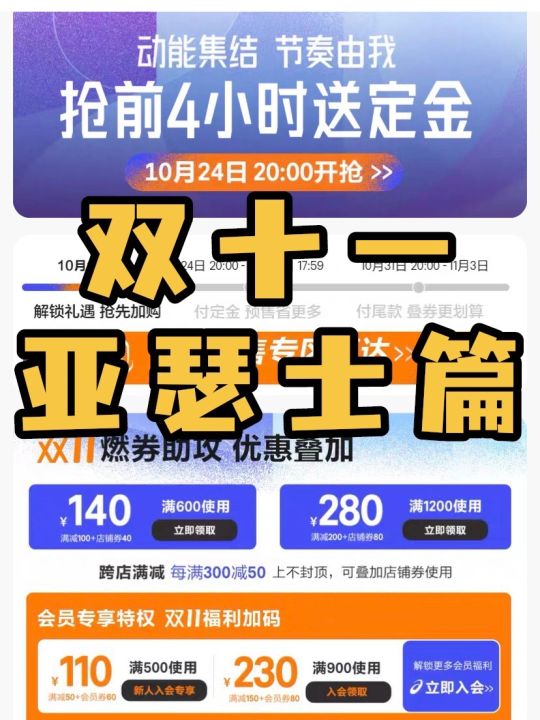 动能集结 节奏由我
抢前4小时送定金
10月24日 20:00开抢 >>
双十一
10月 24日 20:00 - 17:59 10月31日 20:00 - 11月3日
解锁礼遇 抢先加购 付定金 预售省更多 付尾款 叠券更划算
售专 达>>
亚瑟士篇
双11 燃券助攻 优惠叠加
¥140 满600使用 立即领取
满减100+店铺券40
¥280 满1200使用 立即领取
满减200+店铺券80
跨店满减 每满300减50 上不封顶,可叠加店铺券使用
会员专享特权 双11福利加码
¥110 满500使用 新人入会专享
满减50+会员券60
¥230 满900使用 入会领取
满减150+会员券80
解锁更多会员福利
立即入会>>